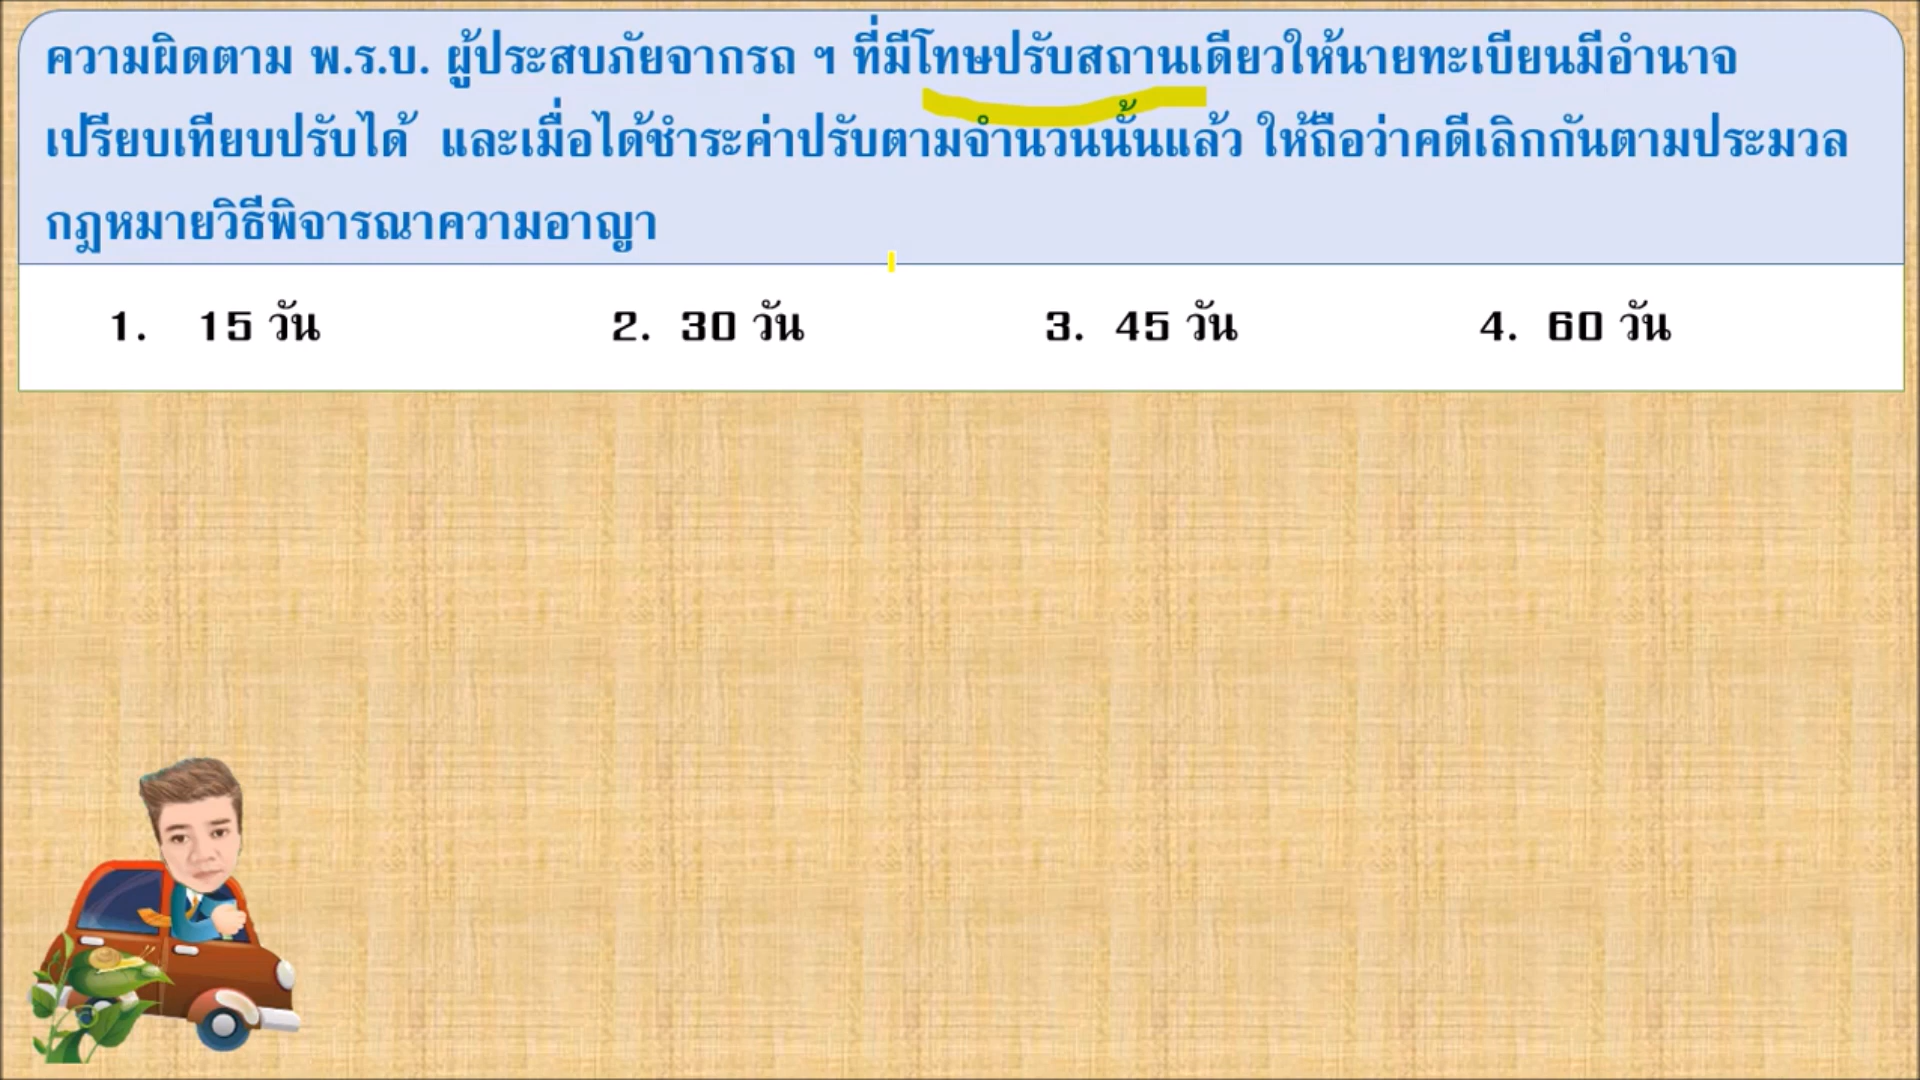 ความผิดตาม พ.ร.บ. ผู้ประสบภัยจากรถ ฯ ที่มีโทษปรับสถานเดียวให้นายทะเบียนมีอำนาจ
เปรียบเทียบปรับได้ และเมื่อได้ชำระค่าปรับตามจำนวนนั้นแล้ว ให้ถือว่าคดีเลิกกันตามประมวล
กฎหมายวิธีพิจารณาความอาญา
1. 15 วัน 2. 30 วัน 3. 45 วัน 4. 60 วัน